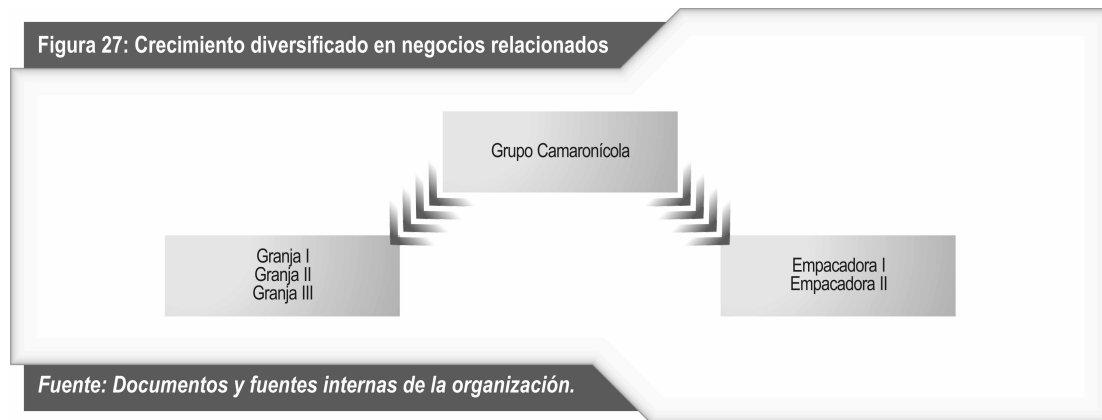 Figura 27: Crecimiento diversificado en negocios relacionados
Grupo Camaronícola
Granja I
Granja II
Granja III
Empacadora I
Empacadora II
Fuente: Documentos y fuentes internas de la organización.